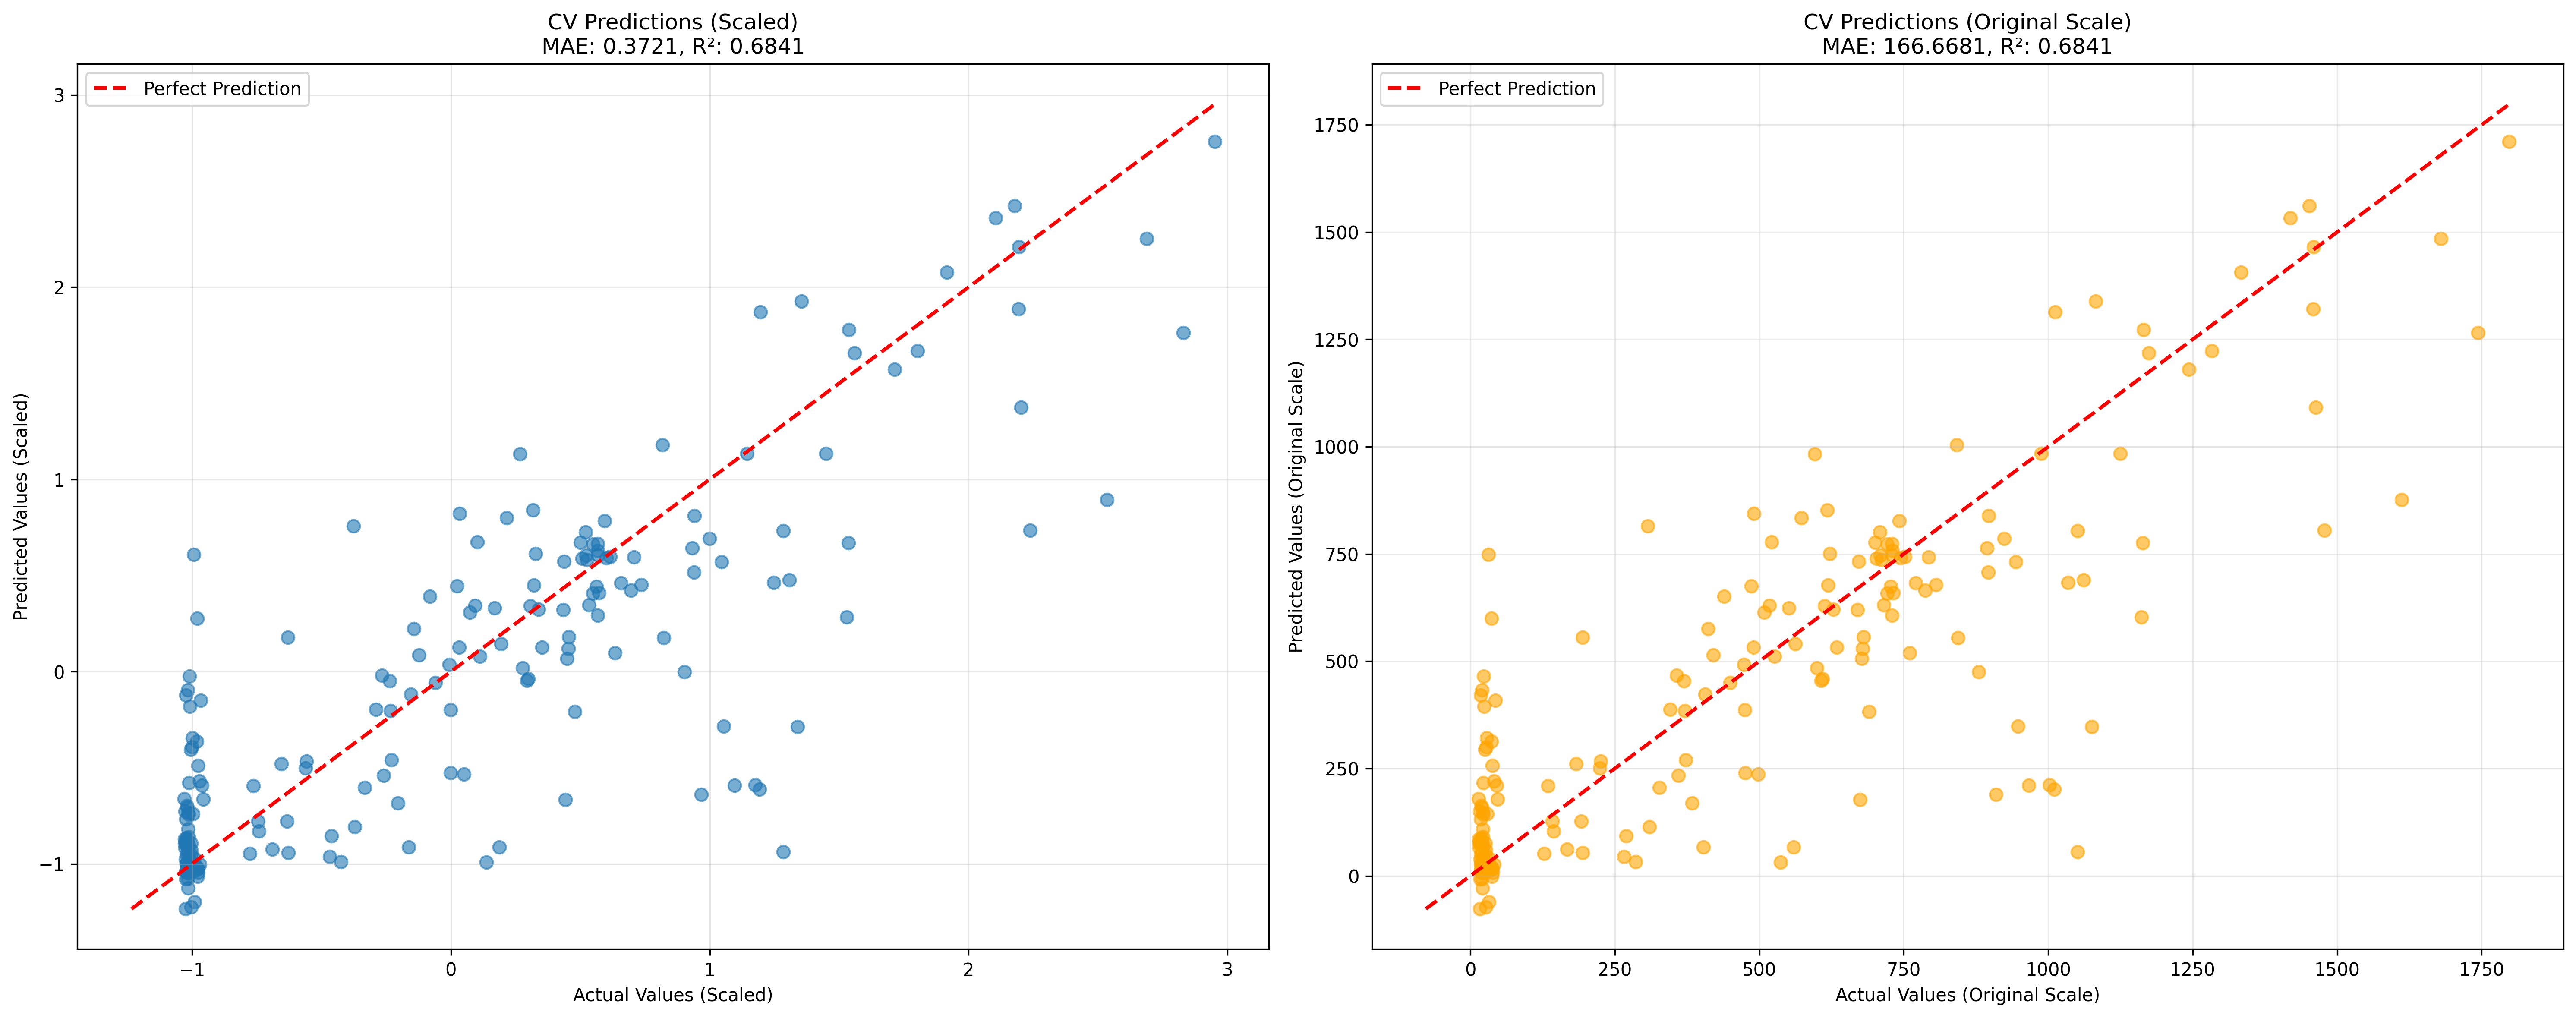 CV Predictions (Scaled)
MAE: 0.3721, R²: 0.6841
Perfect Prediction
3
2
1
0
−1
−1
0
1
2
3
Predicted Values (Scaled)
Actual Values (Scaled)
CV Predictions (Original Scale)
MAE: 166.6681, R²: 0.6841
Perfect Prediction
1750
1500
1250
1000
750
500
250
0
0
250
500
750
1000
1250
1500
1750
Predicted Values (Original Scale)
Actual Values (Original Scale)